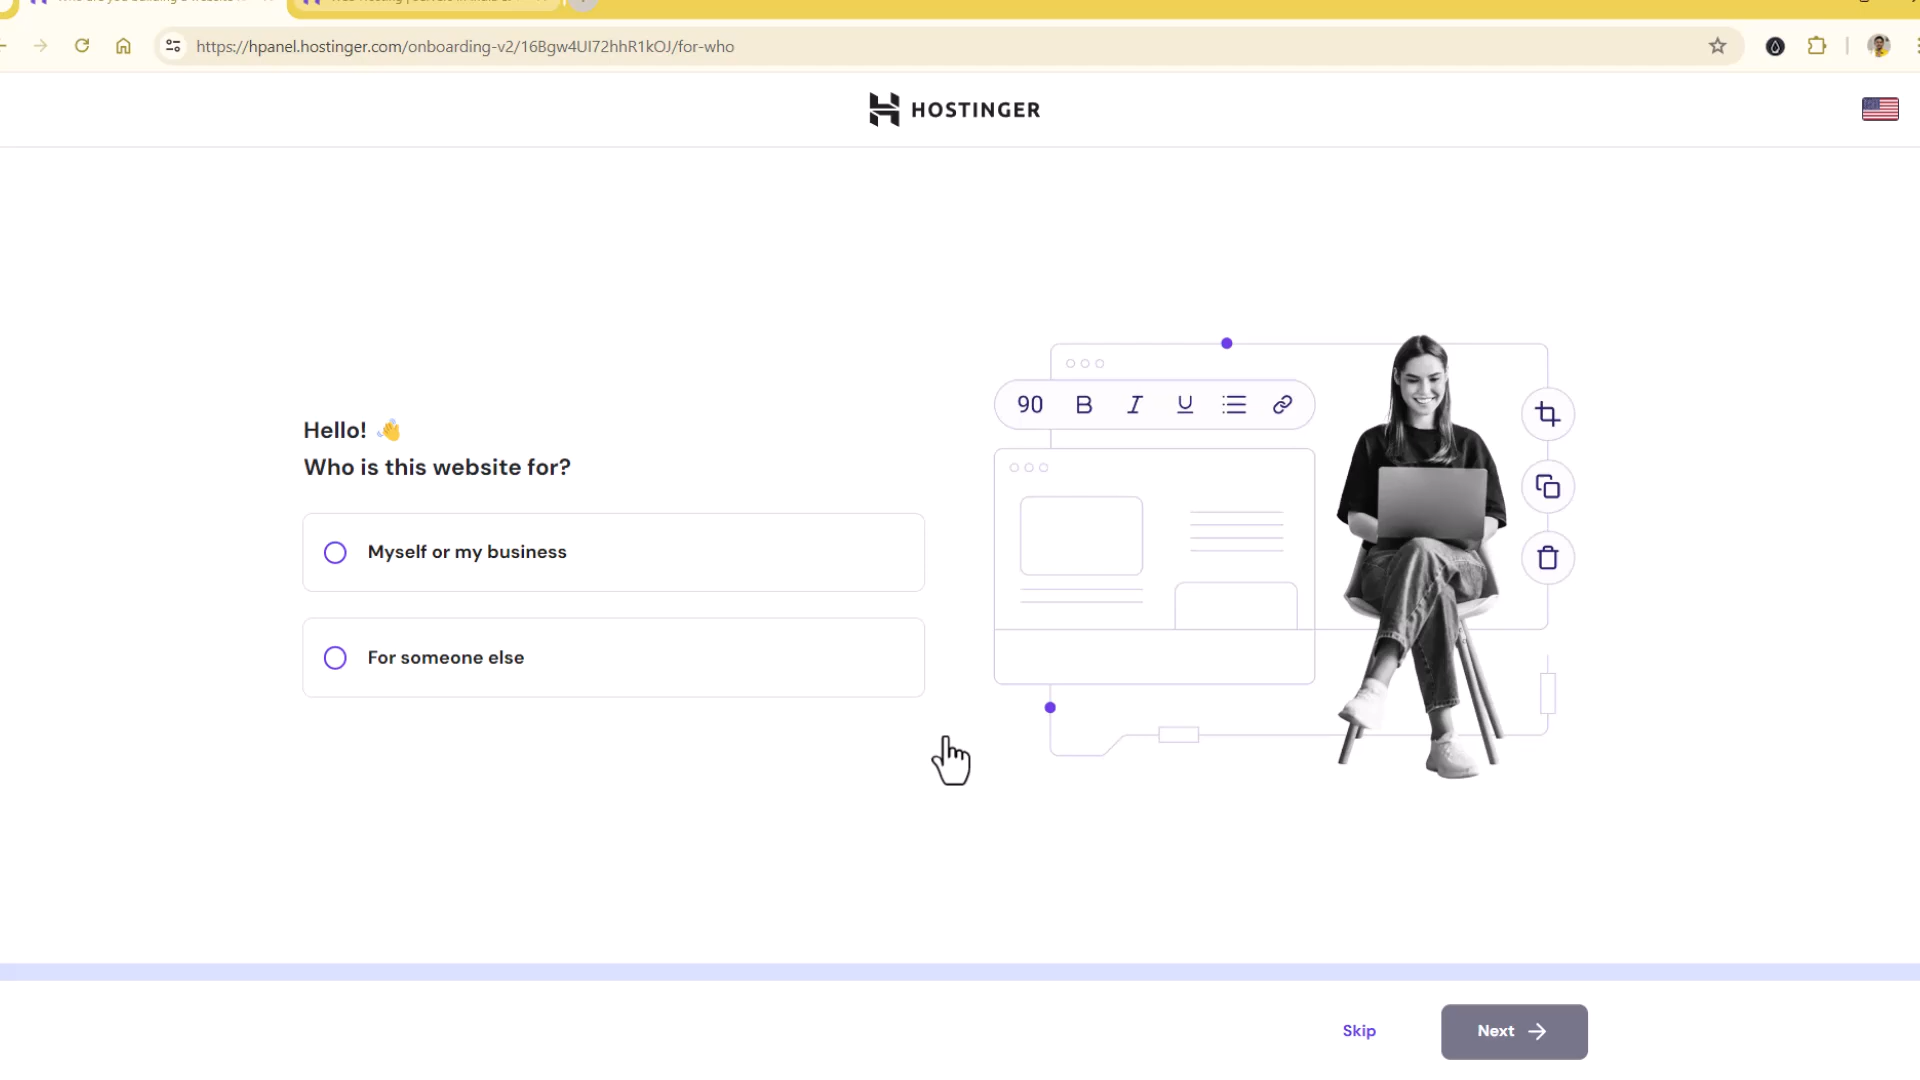 https://hpanel.hostinger.com/onboarding-v2/16Bgw4UI72hhR1kOJ/for-who
HOSTINGER
Hello! 👋
Who is this website for?
Myself or my business
For someone else
90 B I U
Skip
Next →